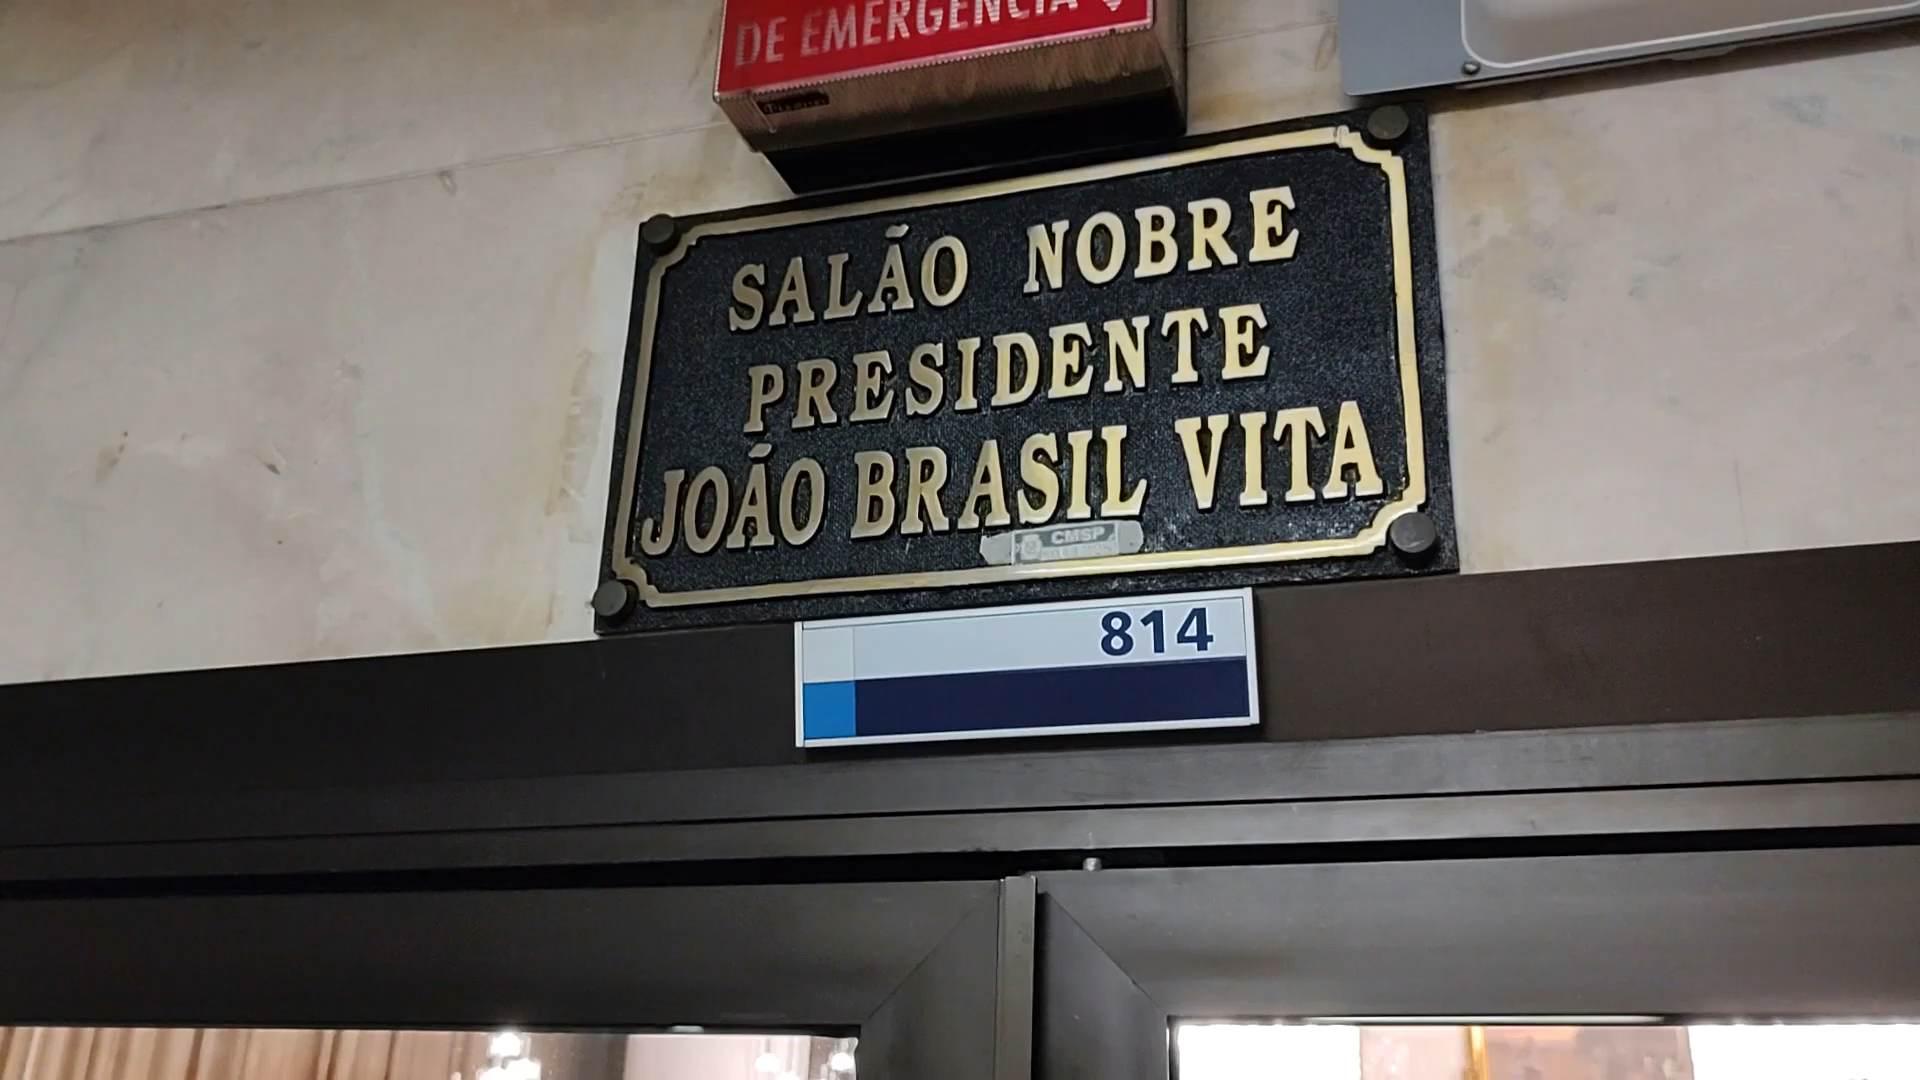 DE EMERGÊNCIA
SALÃO NOBRE
PRESIDENTE
JOÃO BRASIL VITA
CMSP
814